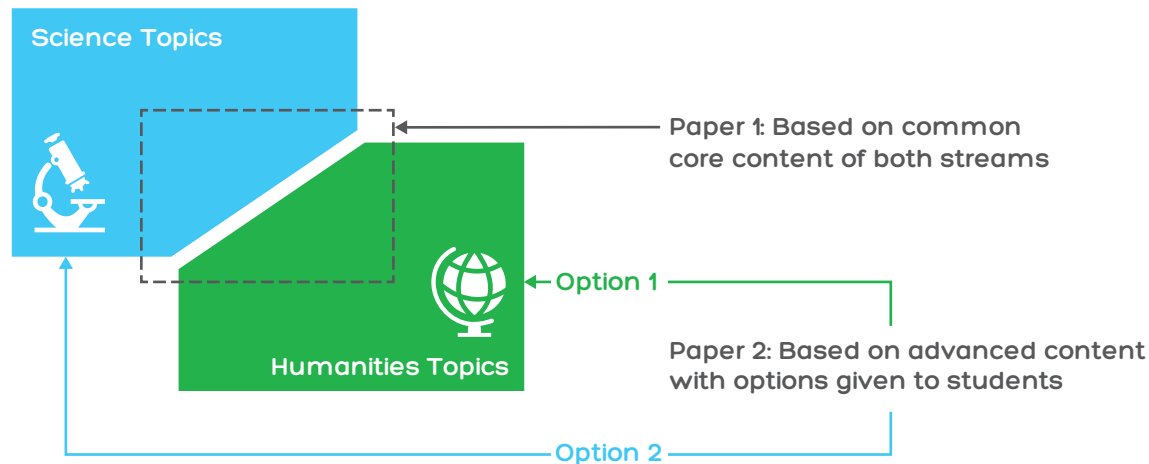 Science Topics
Paper 1: Based on common
core content of both streams
Option 1
Humanities Topics
Paper 2: Based on advanced content
with options given to students
Option 2